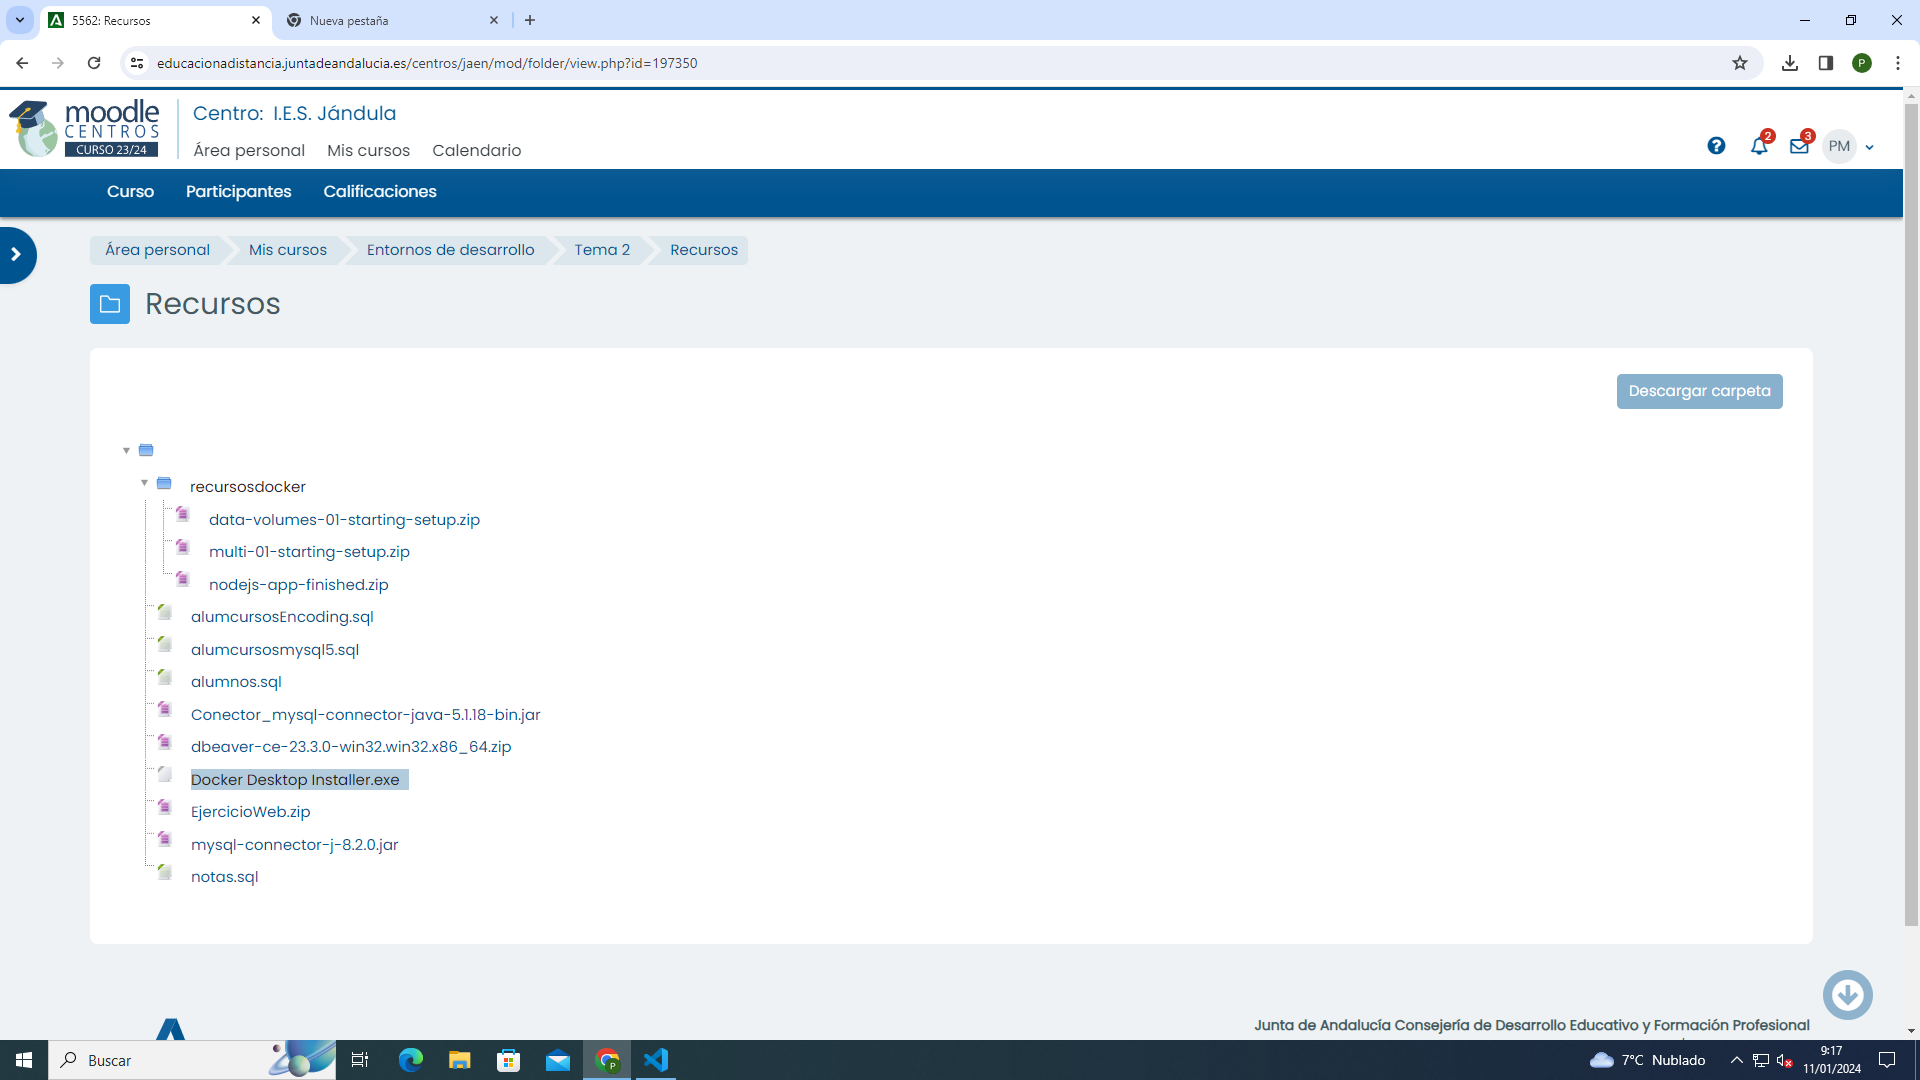 5562: Recursos
Nueva pestaña
educacionadistancia.juntadeandalucia.es/centros/jaen/mod/folder/view.php?id=197350
P
moodle
CENTROS
CURSO 23/24
Centro: I.E.S. Jándula
Área personal Mis cursos Calendario
2
3
PM
Curso Participantes Calificaciones
Área personal Mis cursos Entornos de desarrollo Tema 2 Recursos
Recursos
Descargar carpeta
recursosdocker
data-volumes-01-starting-setup.zip
multi-01-starting-setup.zip
nodejs-app-finished.zip
alumcursosEncoding.sql
alumcursosmysql5.sql
alumnos.sql
Conector_mysql-connector-java-5.1.18-bin.jar
dbeaver-ce-23.3.0-win32.win32.x86_64.zip
Docker Desktop Installer.exe
EjercicioWeb.zip
mysql-connector-j-8.2.0.jar
notas.sql
Junta de Andalucía Consejería de Desarrollo Educativo y Formación Profesional
Buscar
P
7°C Nublado
9:17
11/01/2024